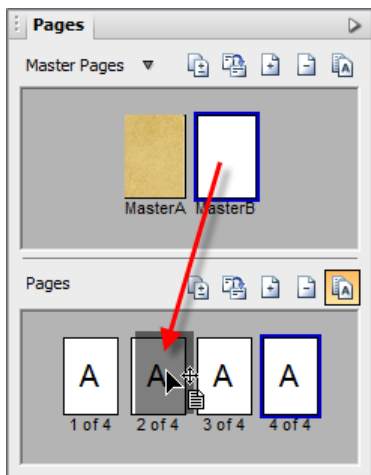 Pages
Master Pages
MasterA MasterB
Pages
A A A A
1 of 4 2 of 4 3 of 4 4 of 4